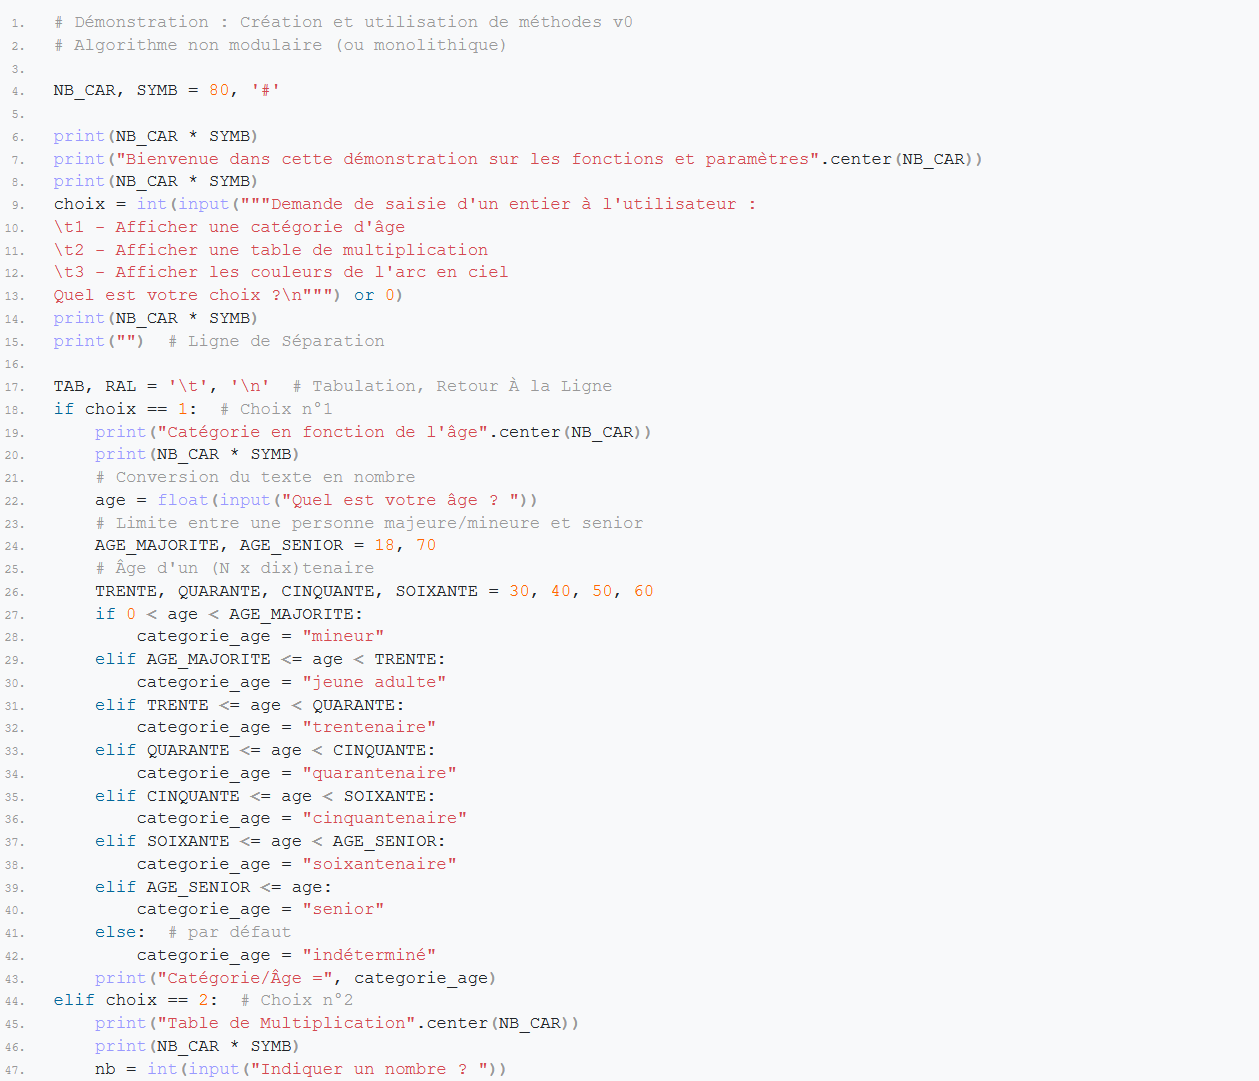 1. # Démonstration : Création et utilisation de méthodes v0
2. # Algorithme non modulaire (ou monolithique)
3.
4. NB_CAR, SYMB = 80, '#'
5.
6. print(NB_CAR * SYMB)
7. print("Bienvenue dans cette démonstration sur les fonctions et paramètres".center(NB_CAR))
8. print(NB_CAR * SYMB)
9. choix = int(input("""Demande de saisie d'un entier à l'utilisateur :
10. \t1 - Afficher une catégorie d'âge
11. \t2 - Afficher une table de multiplication
12. \t3 - Afficher les couleurs de l'arc en ciel
13. Quel est votre choix ?\n""") or 0)
14. print(NB_CAR * SYMB)
15. print("")  # Ligne de Séparation
16.
17. TAB, RAL = '\t', '\n'  # Tabulation, Retour À la Ligne
18. if choix == 1:  # Choix n°1
19.     print("Catégorie en fonction de l'âge".center(NB_CAR))
20.     print(NB_CAR * SYMB)
21.     # Conversion du texte en nombre
22.     age = float(input("Quel est votre âge ? "))
23.     # Limite entre une personne majeure/mineure et senior
24.     AGE_MAJORITE, AGE_SENIOR = 18, 70
25.     # Âge d'un (N x dix)tenaire
26.     TRENTE, QUARANTE, CINQUANTE, SOIXANTE = 30, 40, 50, 60
27.     if 0 < age < AGE_MAJORITE:
28.         categorie_age = "mineur"
29.     elif AGE_MAJORITE <= age < TRENTE:
30.         categorie_age = "jeune adulte"
31.     elif TRENTE <= age < QUARANTE:
32.         categorie_age = "trentenaire"
33.     elif QUARANTE <= age < CINQUANTE:
34.         categorie_age = "quarantenaire"
35.     elif CINQUANTE <= age < SOIXANTE:
36.         categorie_age = "cinquantenaire"
37.     elif SOIXANTE <= age < AGE_SENIOR:
38.         categorie_age = "soixantenaire"
39.     elif AGE_SENIOR <= age:
40.         categorie_age = "senior"
41.     else:  # par défaut
42.         categorie_age = "indéterminé"
43.     print("Catégorie/Âge =", categorie_age)
44. elif choix == 2:  # Choix n°2
45.     print("Table de Multiplication".center(NB_CAR))
46.     print(NB_CAR * SYMB)
47.     nb = int(input("Indiquer un nombre ? "))